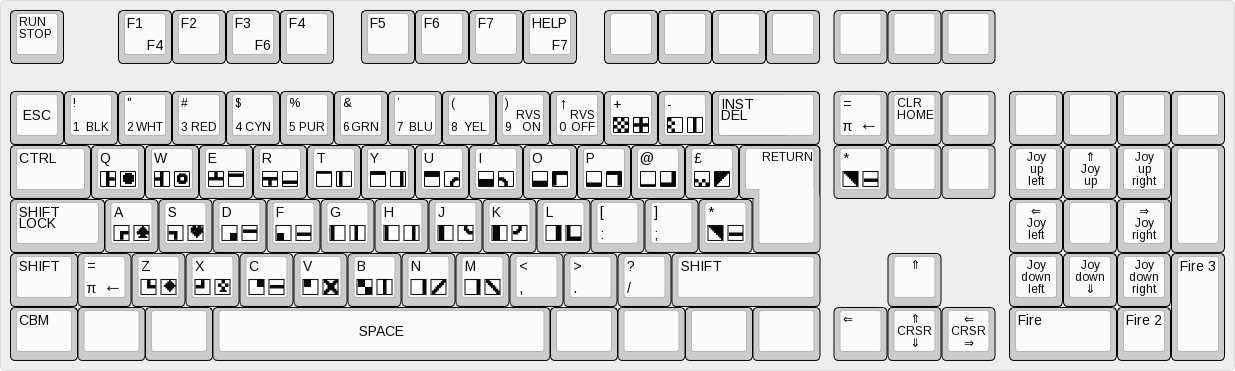 RUN
STOP
F1
F4
F2
F3
F6
F4
F5
F6
F7
HELP
F7
ESC
!
1 BLK
"
2 WHT
#
3 RED
$
4 CYN
%
5 PUR
&
6 GRN
'
7 BLU
(
8 YEL
)
RVS
9 ON
↑
RVS
0 OFF
+
-
INST
DEL
=
π ←
CLR
HOME
CTRL
Q
W
E
R
T
Y
U
I
O
P
@
£
RETURN
*
Joy
up
left
⇑
Joy
up
Joy
up
right
SHIFT
LOCK
A
S
D
F
G
H
J
K
L
[
:
]
;
*
⇐
Joy
left
⇒
Joy
right
SHIFT
=
π ←
Z
X
C
V
B
N
M
<
,
>
.
?
/
SHIFT
⇑
Joy
down
left
Joy
down
⇓
Joy
down
right
Fire 3
CBM
SPACE
⇐
⇑
CRSR
⇓
⇐
CRSR
⇒
Fire
Fire 2